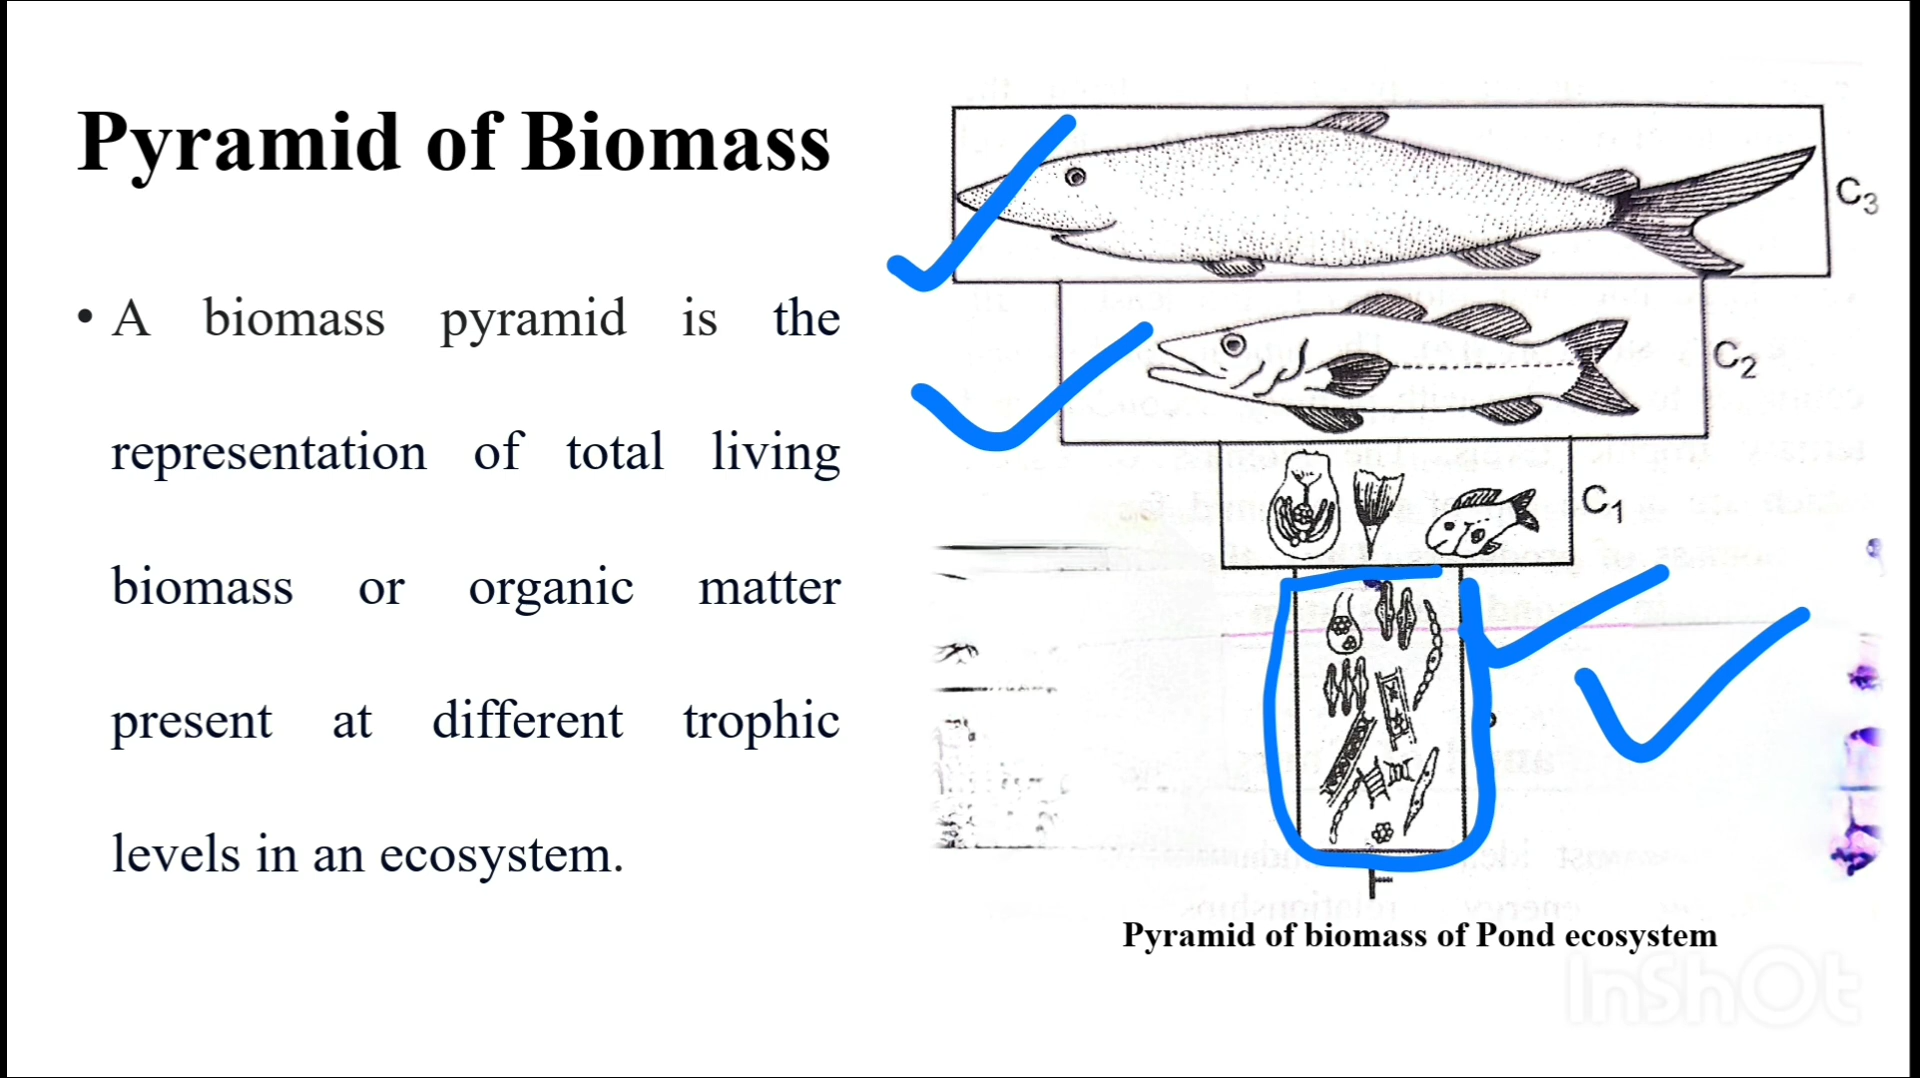 Pyramid of Biomass
• A biomass pyramid is the
representation of total living
biomass or organic matter
present at different trophic
levels in an ecosystem.
C3
C2
C1
Pyramid of biomass of Pond ecosystem
InShOt